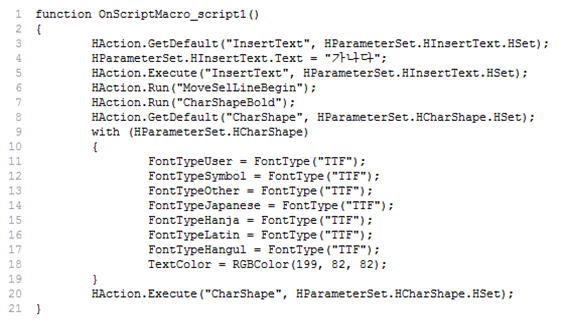 1 function OnScriptMacro_script1()
2 {
3 HAction.GetDefault("InsertText", HParameterSet.HInsertText.HSet);
4 HParameterSet.HInsertText.Text = "가나다";
5 HAction.Execute("InsertText", HParameterSet.HInsertText.HSet);
6 HAction.Run("MoveSelLineBegin");
7 HAction.Run("CharShapeBold");
8 HAction.GetDefault("CharShape", HParameterSet.HCharShape.HSet);
9 with (HParameterSet.HCharShape)
10 {
11 FontTypeUser = FontType("TTF");
12 FontTypeSymbol = FontType("TTF");
13 FontTypeOther = FontType("TTF");
14 FontTypeJapanese = FontType("TTF");
15 FontTypeHanja = FontType("TTF");
16 FontTypeLatin = FontType("TTF");
17 FontTypeHangul = FontType("TTF");
18 TextColor = RGBColor(199, 82, 82);
19 }
20 HAction.Execute("CharShape", HParameterSet.HCharShape.HSet);
21 }